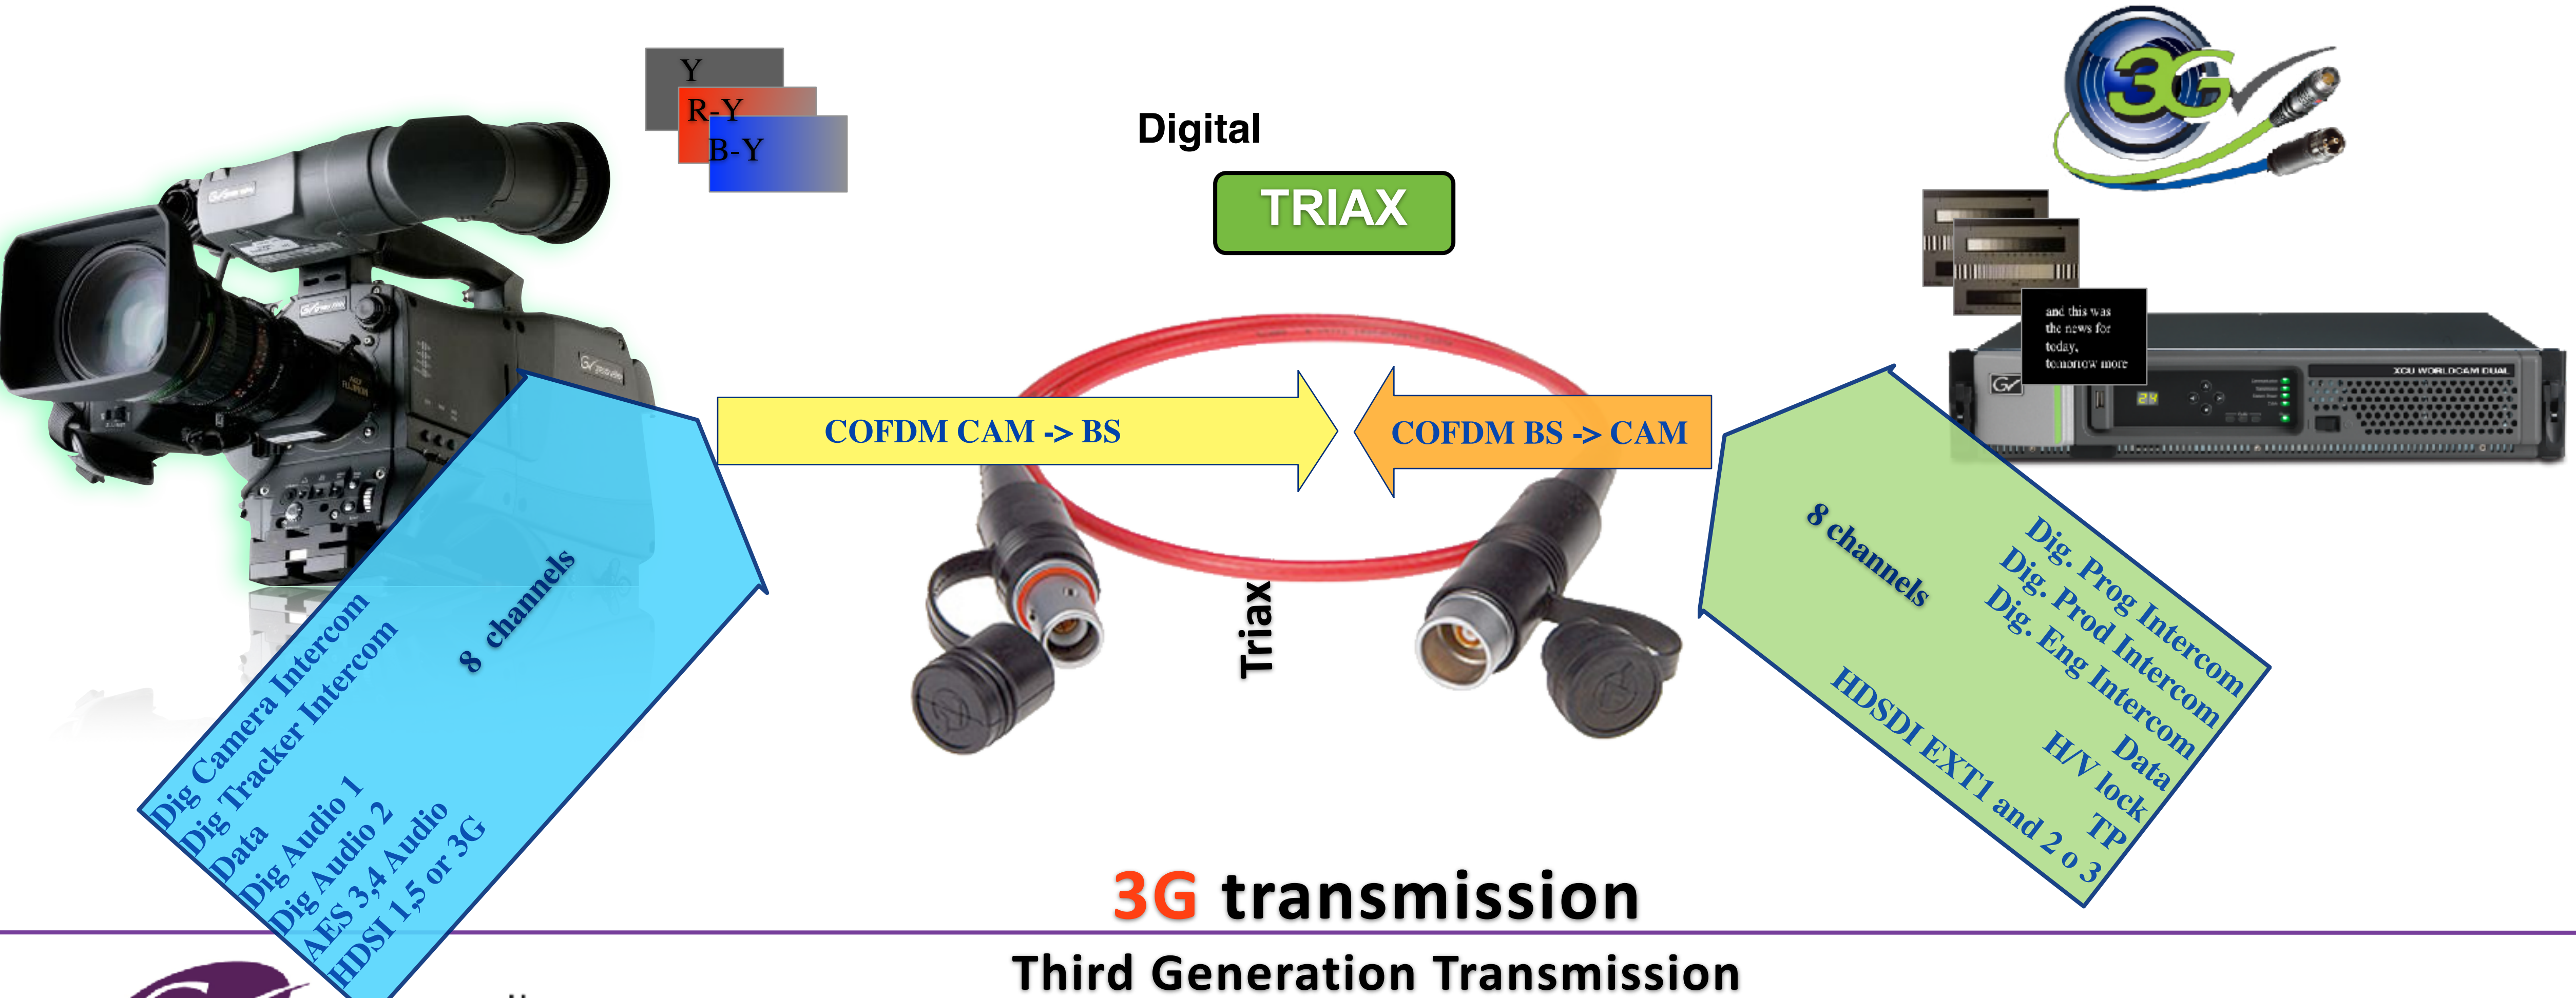 Y
R-Y
B-Y
Digital
TRIAX
3G
and this was
the news for
today,
tomorrow more
XCU WORLDCAM DUAL
GV
24
COFDM CAM -> BS
COFDM BS -> CAM
Triax
8 channels
Dig Camera Intercom
Dig Tracker Intercom
Data
Dig Audio 1
Dig Audio 2
AES 3,4 Audio
HDSI 1,5 or 3G
8 channels
Dig. Prog Intercom
Dig. Prod Intercom
Dig. Eng Intercom
Data
H/V lock
TP
HDSDI EXT1 and 2 o 3
3G transmission
Third Generation Transmission